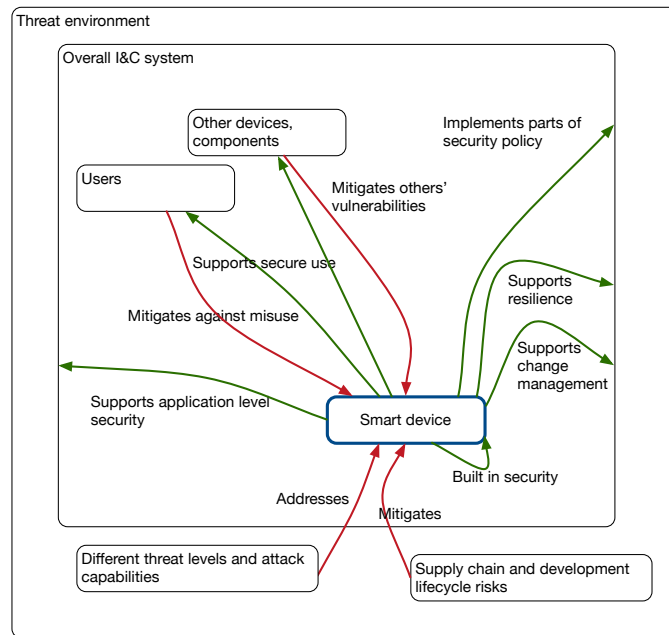 Threat environment
Overall I&C system
Other devices,
components
Implements parts of
security policy
Users
Mitigates others’
vulnerabilities
Supports secure use
Supports
resilience
Mitigates against misuse
Supports
change
management
Supports application level
security
Smart device
Built in security
Addresses
Mitigates
Different threat levels and attack
capabilities
Supply chain and development
lifecycle risks